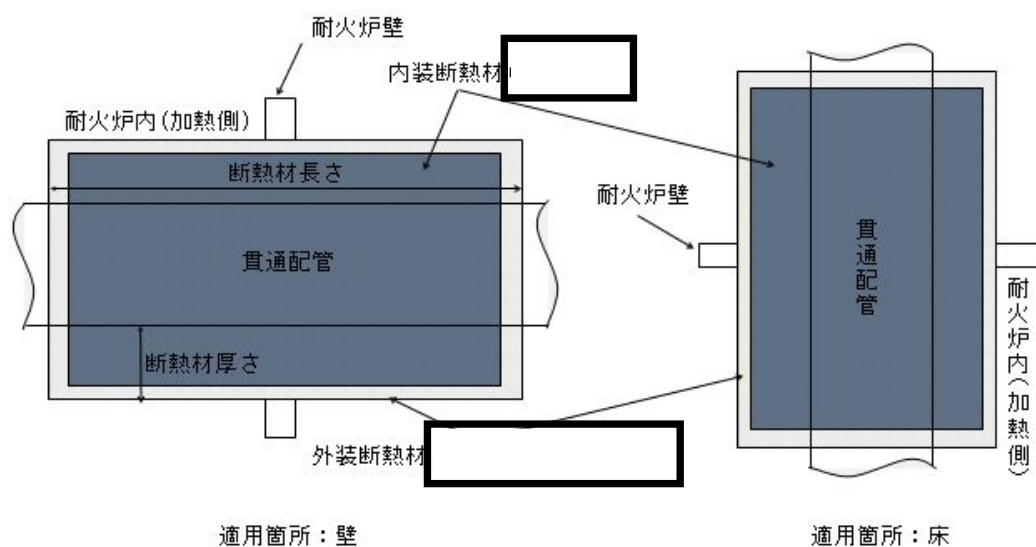 耐火炉壁
内装断熱材
耐火炉内(加熱側)
断熱材長さ
貫通配管
断熱材厚さ
外装断熱材
適用箇所:壁
耐火炉壁
貫通配管
耐火炉内(加熱側)
適用箇所:床